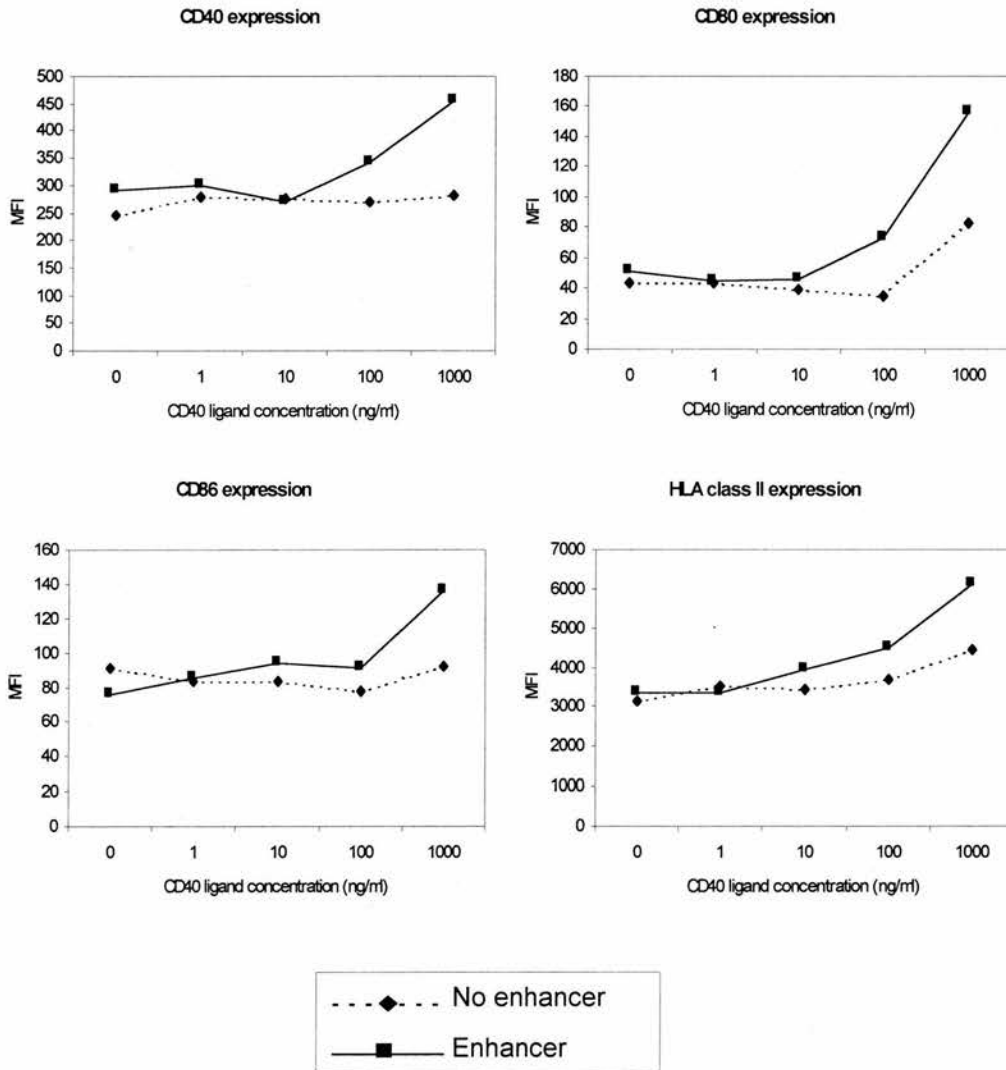 CD40 expression
500
450
400
350
300
250
200
150
100
50
0
MFI
0 1 10 100 1000
CD40 ligand concentration (ng/ml)
CD80 expression
180
160
140
120
100
80
60
40
20
0
MFI
0 1 10 100 1000
CD40 ligand concentration (ng/ml)
CD86 expression
160
140
120
100
80
60
40
20
0
MFI
0 1 10 100 1000
CD40 ligand concentration (ng/ml)
HLA class II expression
7000
6000
5000
4000
3000
2000
1000
0
MFI
0 1 10 100 1000
CD40 ligand concentration (ng/ml)
No enhancer
Enhancer